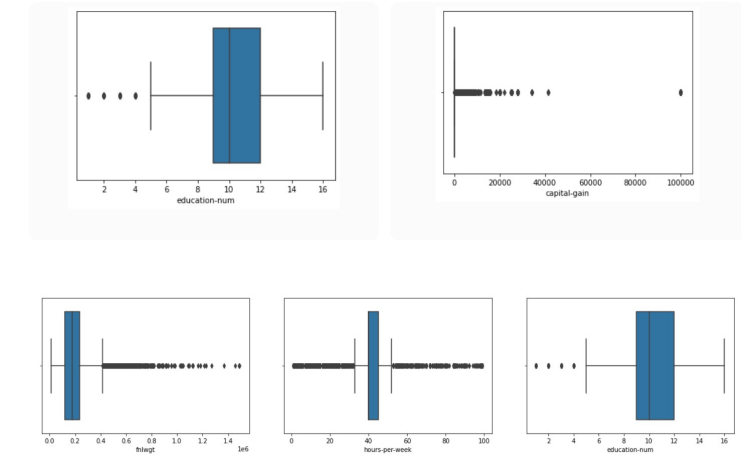 2 4 6 8 10 12 14 16
education-num
0 20000 40000 60000 80000 100000
capital-gain
0.0 0.2 0.4 0.6 0.8 1.0 1.2 1.4
fnlwgt 1e6
0 20 40 60 80 100
hours-per-week
2 4 6 8 10 12 14 16
education-num